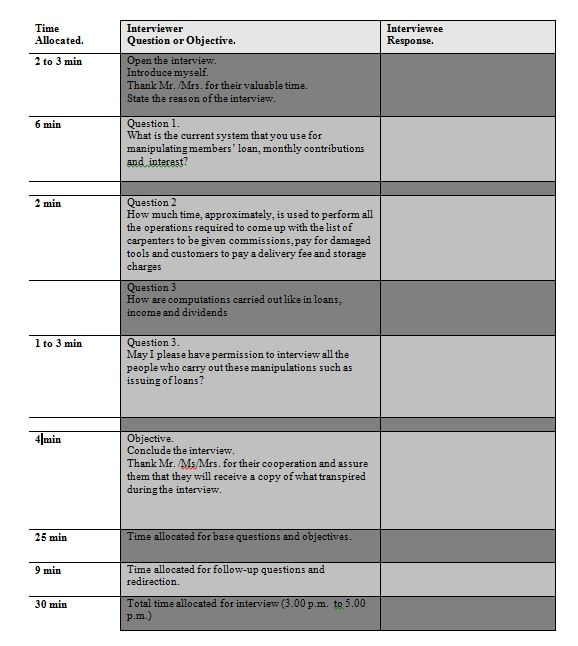 Time
Allocated.
Interviewer
Question or Objective.
Interviewee
Response.
2 to 3 min
Open the interview.
Introduce myself.
Thank Mr. /Mrs. for their valuable time.
State the reason of the interview.
6 min
Question 1.
What is the current system that you use for
manipulating members’ loan, monthly contributions
and interest?
2 min
Question 2
How much time, approximately, is used to perform all
the operations required to come up with the list of
carpenters to be given commissions, pay for damaged
tools and customers to pay a delivery fee and storage
charges
Question 3
How are computations carried out like in loans,
income and dividends
1 to 3 min
Question 3.
May I please have permission to interview all the
people who carry out these manipulations such as
issuing of loans?
4 min
Objective.
Conclude the interview.
Thank Mr. /Ms/Mrs. for their cooperation and assure
them that they will receive a copy of what transpired
during the interview.
25 min
Time allocated for base questions and objectives.
9 min
Time allocated for follow-up questions and
redirection.
30 min
Total time allocated for interview (3.00 p.m. to 5.00
p.m.)